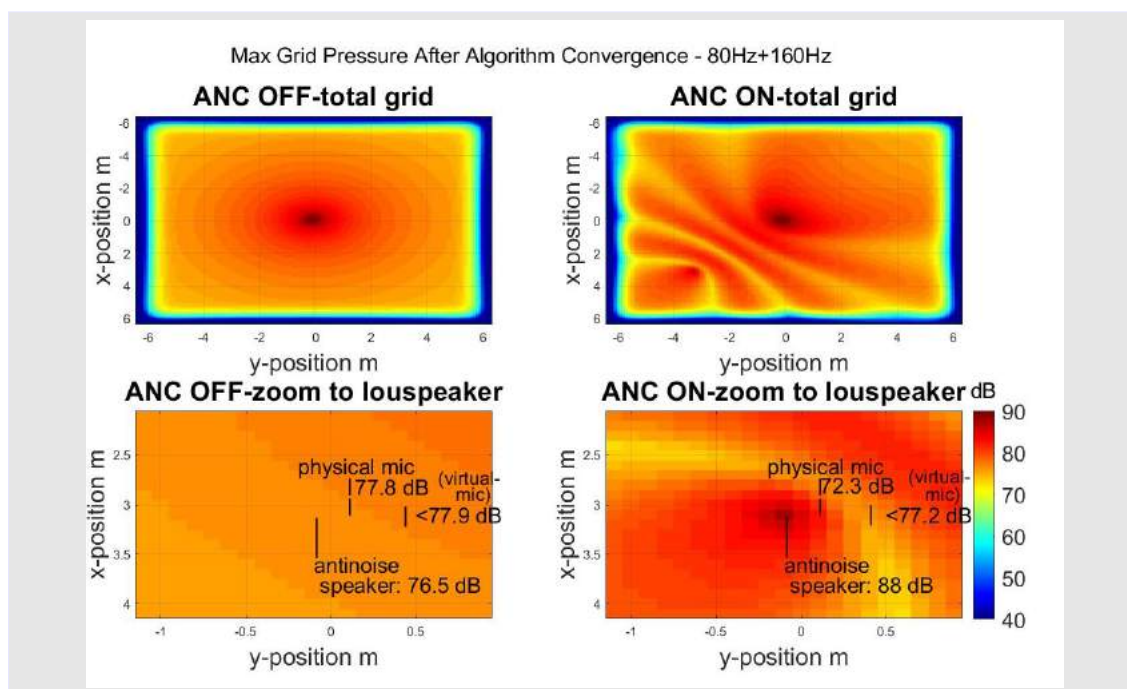 Max Grid Pressure After Algorithm Convergence - 80Hz+160Hz
ANC OFF-total grid
ANC ON-total grid
x-position m
-6
-4
-2
0
2
4
6
-6 -4 -2 0 2 4 6
y-position m
x-position m
-6
-4
-2
0
2
4
6
-6 -4 -2 0 2 4 6
y-position m
ANC OFF-zoom to louspeaker
ANC ON-zoom to louspeaker
dB
x-position m
2.5
3
3.5
4
physical mic
77.8 dB
(virtual-
mic)
<77.9 dB
antinoise
speaker: 76.5 dB
-1 0 0.5
y-position m
x-position m
2.5
3
3.5
4
physical mic
72.3 dB
(virtual-
mic)
<77.2 dB
antinoise
speaker: 88 dB
-1 -0.5 0 0.5
y-position m
90
80
70
60
50
40